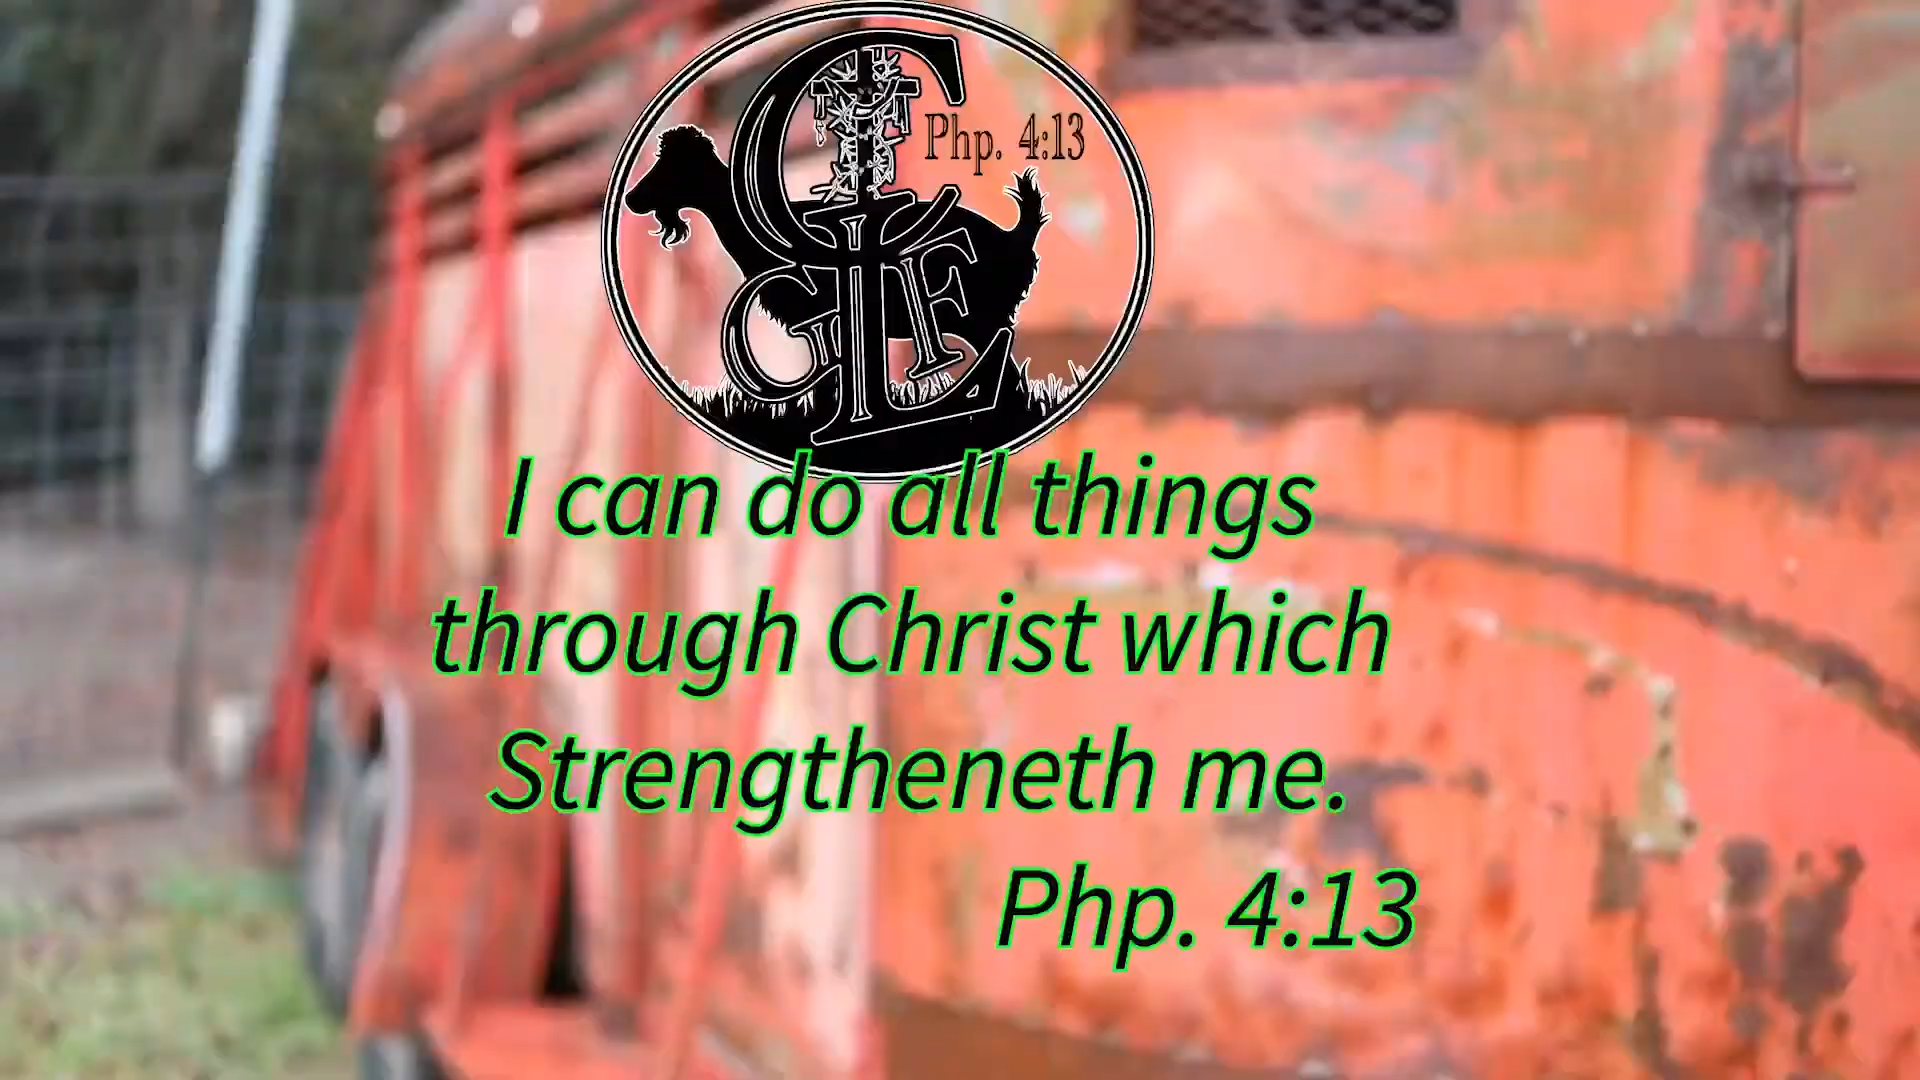 Php. 4:13
I can do all things
through Christ which
Strengtheneth me.
Php. 4:13